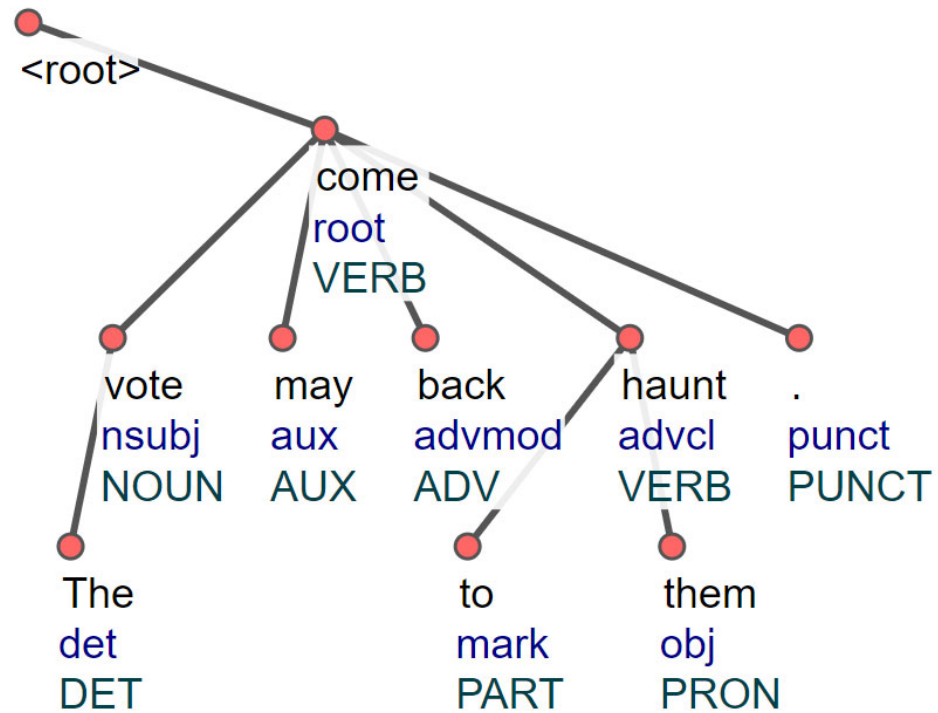 <root>
come
root
VERB
vote may back haunt .
nsubj aux advmod advcl punct
NOUN AUX ADV VERB PUNCT
The to them
det mark obj
DET PART PRON